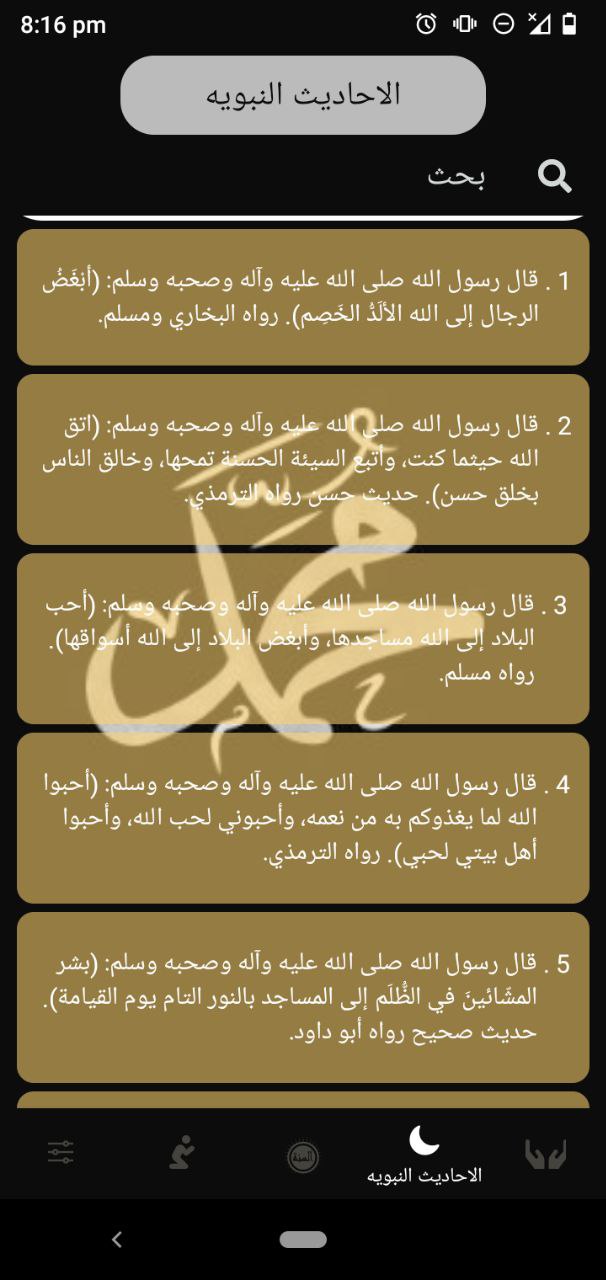 8:16 pm
الاحاديث النبويه
بحث
1 . قال رسول الله صلى الله عليه وآله وصحبه وسلم: (أبْغَضُ
الرجال إلى الله الألَدُّ الخَصِم). رواه البخاري ومسلم.
2 . قال رسول الله صلى الله عليه وآله وصحبه وسلم: (اتق
الله حيثما كنت، وأتبع السيئة الحسنة تمحها، وخالق الناس
بخلق حسن). حديث حسن رواه الترمذي.
محمد
3 . قال رسول الله صلى الله عليه وآله وصحبه وسلم: (أحب
البلاد إلى الله مساجدها، وأبغض البلاد إلى الله أسواقها).
رواه مسلم.
4 . قال رسول الله صلى الله عليه وآله وصحبه وسلم: (أحبوا
الله لما يغذوكم به من نعمه، وأحبوني لحب الله، وأحبوا
أهل بيتي لحبي). رواه الترمذي.
5 . قال رسول الله صلى الله عليه وآله وصحبه وسلم: (بشر
المشّائينَ في الظُّلَم إلى المساجد بالنور التام يوم القيامة).
حديث صحيح رواه أبو داود.
الاحاديث النبويه